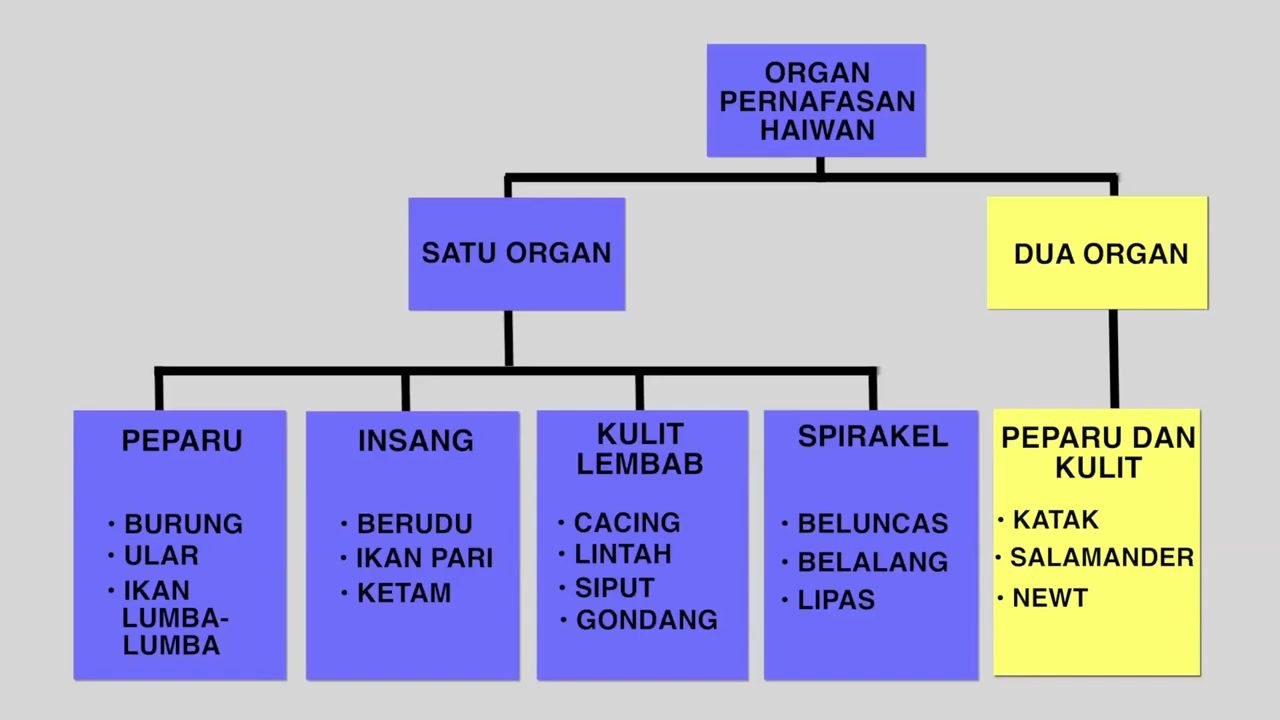 ORGAN
PERNAFASAN
HAIWAN
SATU ORGAN
DUA ORGAN
PEPARU
• BURUNG
• ULAR
• IKAN
LUMBA-
LUMBA
INSANG
• BERUDU
• IKAN PARI
• KETAM
KULIT
LEMBAB
• CACING
• LINTAH
• SIPUT
• GONDANG
SPIRAKEL
• BELUNCAS
• BELALANG
• LIPAS
PEPARU DAN
KULIT
• KATAK
• SALAMANDER
• NEWT